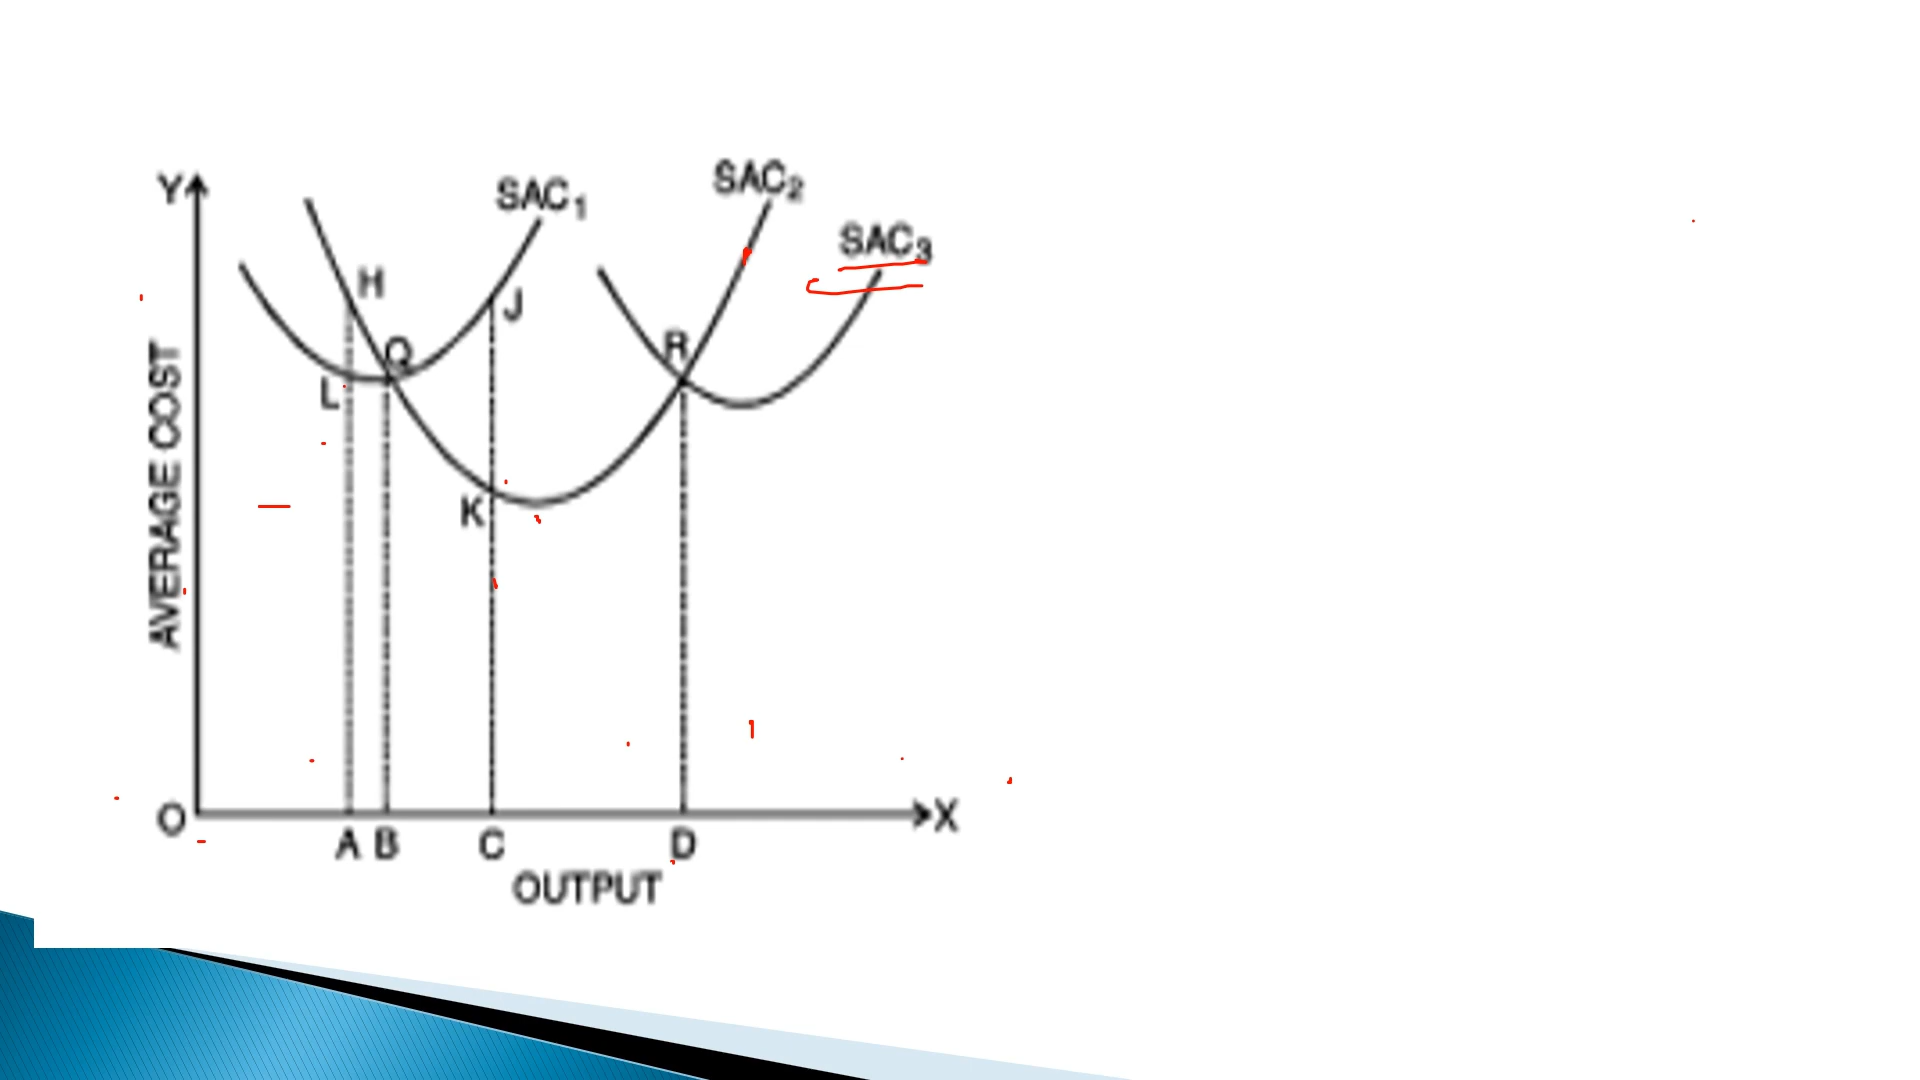 SAC2
Y
SAC1
SAC3
H
J
Q
R
L
K
AVERAGE COST
O
X
A B C D
OUTPUT